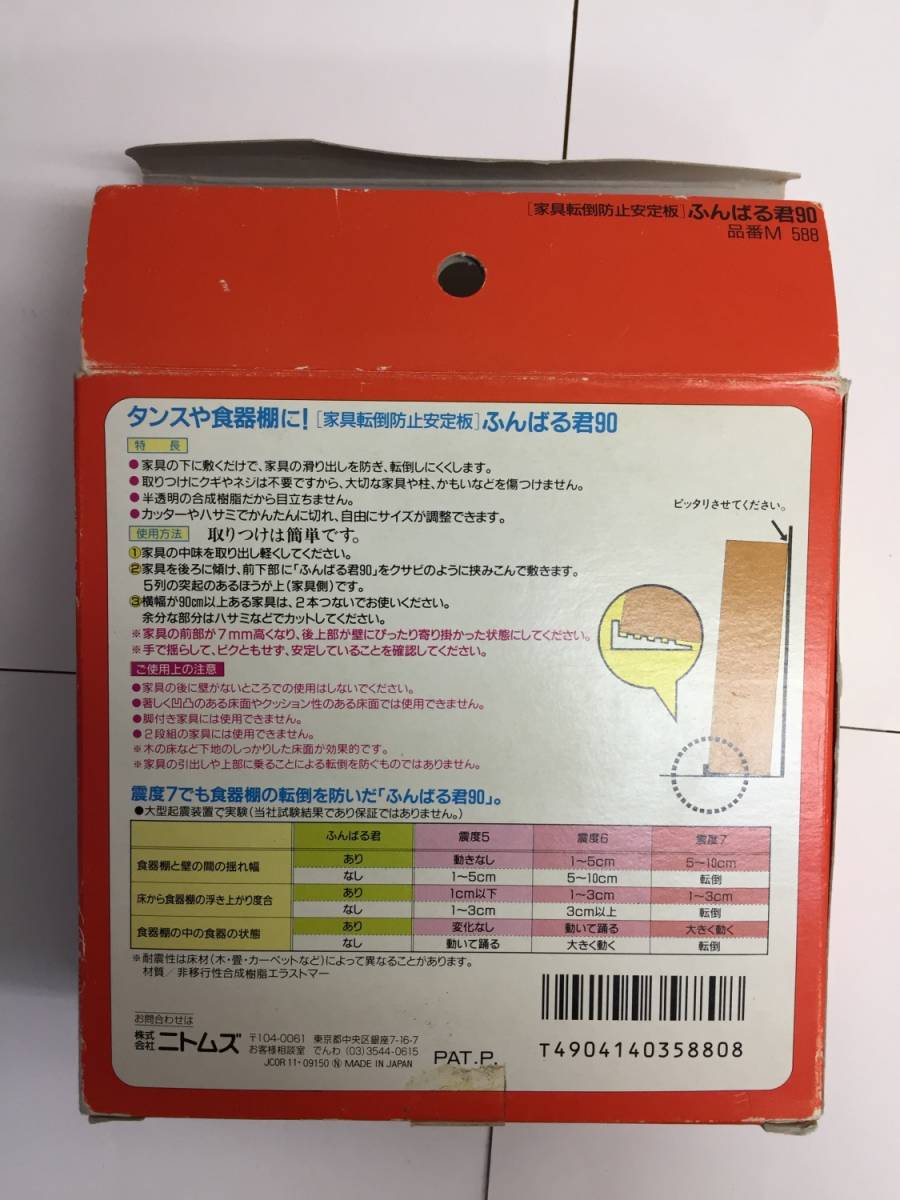 [家具転倒防止安定板]ふんばる君90
品番M 588
タンスや食器棚に![家具転倒防止安定板]ふんばる君90
特長
●家具の下に敷くだけで、家具の滑り出しを防ぎ、転倒しにくくします。
●取りつけにクギやネジは不要ですから、大切な家具や柱、かもいなどを傷つけません。
●半透明の合成樹脂だから目立ちません。
●カッターやハサミでかんたんに切れ、自由にサイズが調整できます。
使用方法 取りつけは簡単です。
①家具の中味を取り出し軽くしてください。
②家具を後ろに傾け、前下部に「ふんばる君90」をクサビのように挟みこんで敷きます。
5列の突起のあるほうが上(家具側)です。
③横幅が90cm以上ある家具は、2本つないでお使いください。
余分な部分はハサミなどでカットしてください。
※家具の前部が7mm高くなり、後上部が壁にぴったり寄り掛かった状態にしてください。
※手で揺らして、ビクともせず、安定していることを確認してください。
ピッタリさせてください。
ご使用上の注意
●家具の後に壁がないところでの使用はしないでください。
●著しく凹凸のある床面やクッション性のある床面では使用できません。
●脚付き家具には使用できません。
●2段組の家具には使用できません。
※木の床など下地のしっかりした床面が効果的です。
※家具の引出しや上部に乗ることによる転倒を防ぐものではありません。
震度7でも食器棚の転倒を防いだ「ふんばる君90」。
●大型起震装置で実験(当社試験結果であり保証ではありません。)
ふんばる君 震度5 震度6 震度7
食器棚と壁の間の揺れ幅 あり 動きなし 1~5cm 5~10cm
なし 1~5cm 5~10cm 転倒
床から食器棚の浮き上がり度合 あり 1cm以下 1~3cm 1~3cm
なし 1~3cm 3cm以上 転倒
食器棚の中の食器の状態 あり 変化なし 動いて踊る 大きく動く
なし 動いて踊る 大きく動く 転倒
※耐震性は床材(木・畳・カーペットなど)によって異なることがあります。
材質/非移行性合成樹脂エラストマー
お問合わせは
株式会社ニトムズ
〒104-0061 東京都中央区銀座7-16-7
お客様相談室 でんわ(03)3544-0615
JCOR 11・09150 Ⓝ MADE IN JAPAN
PAT.P.
T4904140358808